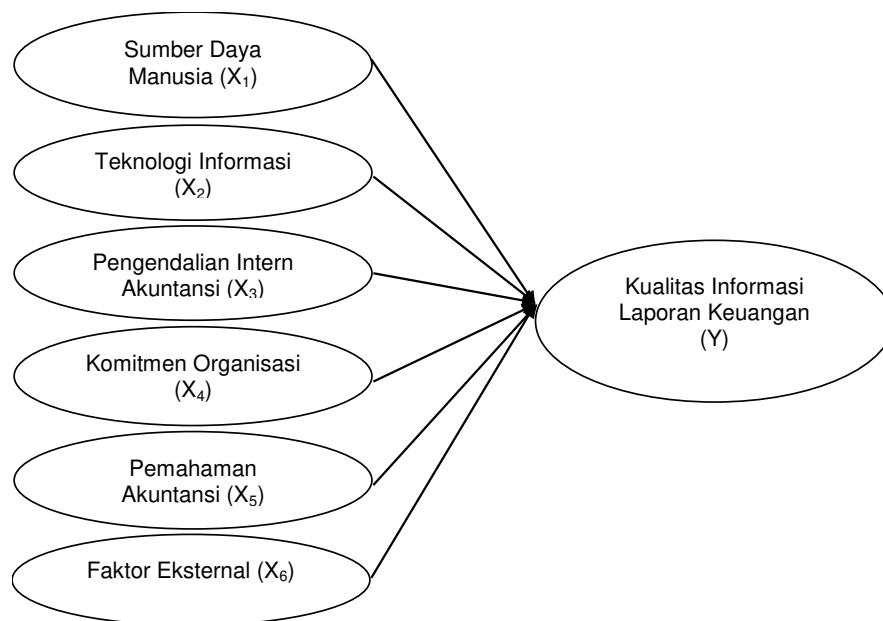 Sumber Daya
Manusia (X₁)
Teknologi Informasi
(X₂)
Pengendalian Intern
Akuntansi (X₃)
Komitmen Organisasi
(X₄)
Pemahaman
Akuntansi (X₅)
Faktor Eksternal (X₆)
Kualitas Informasi
Laporan Keuangan
(Y)